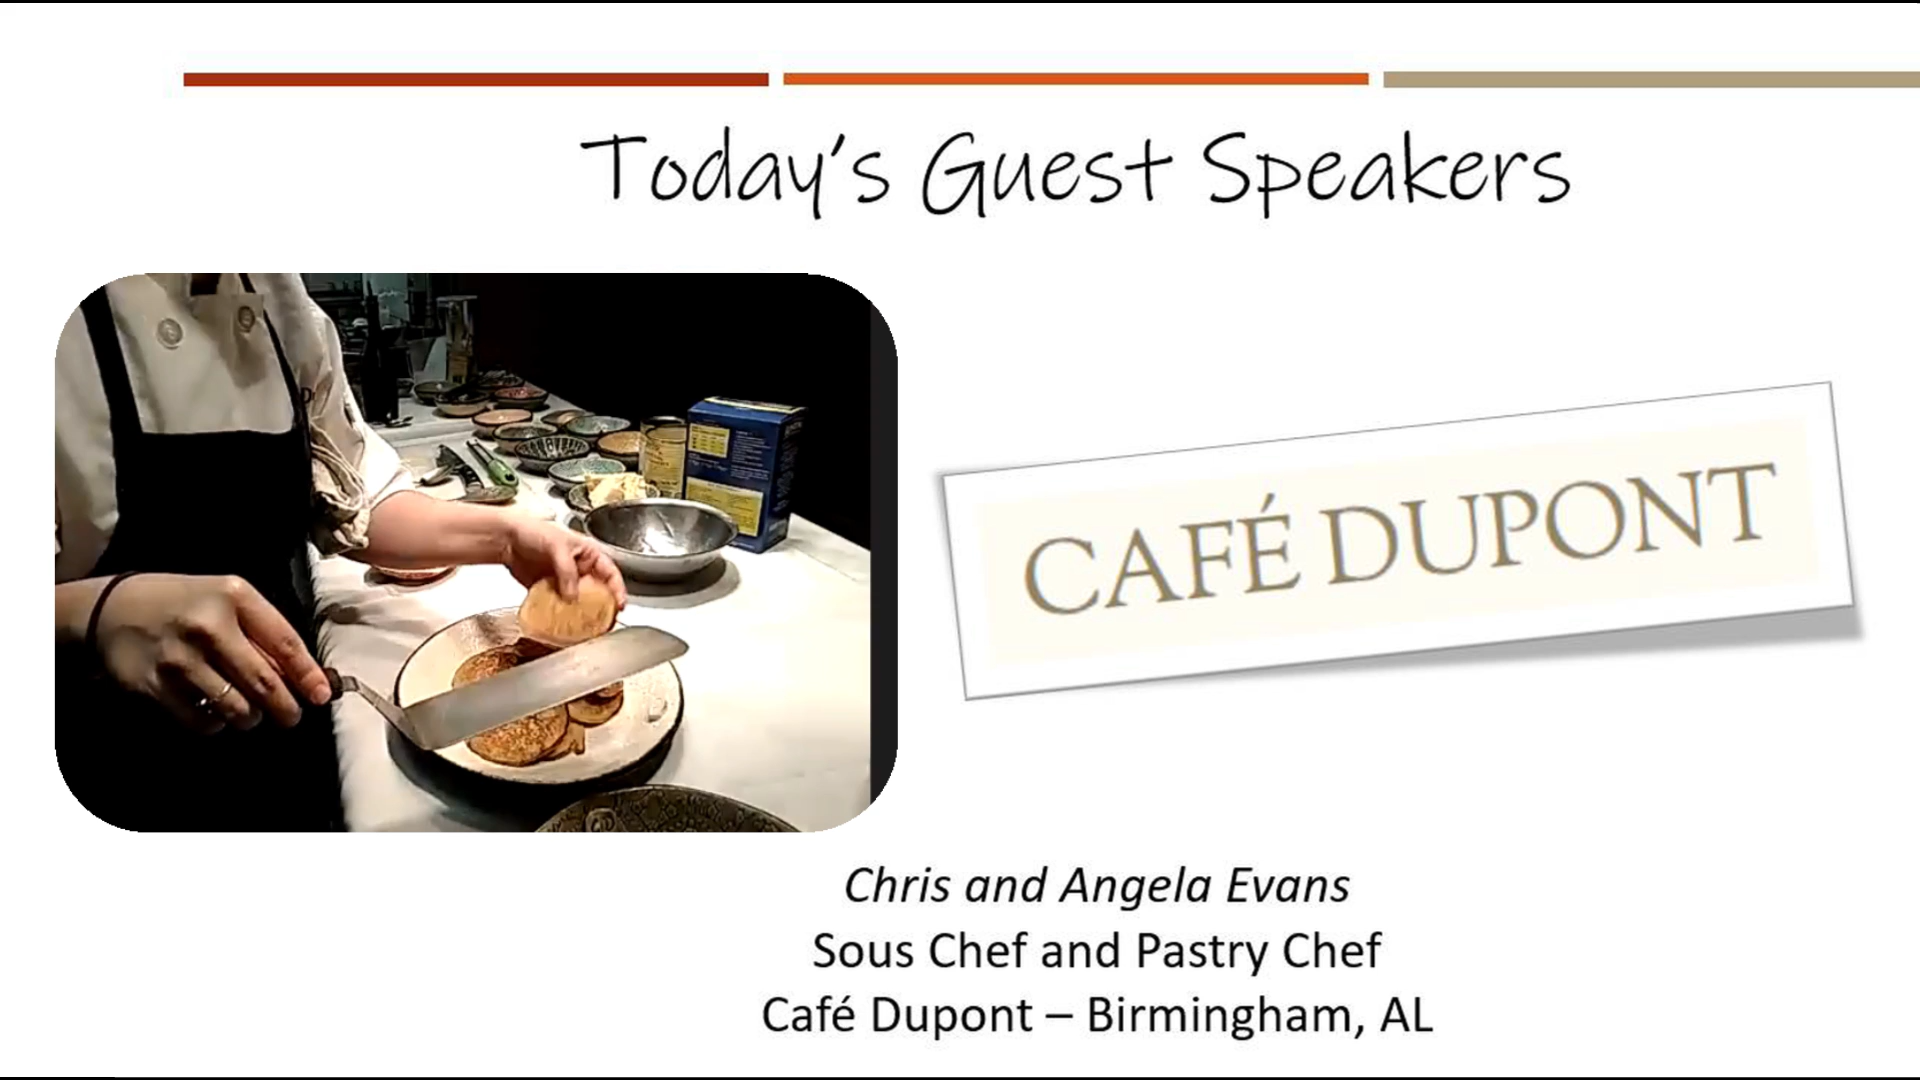 Today's Guest Speakers
CAFÉ DUPONT
Chris and Angela Evans
Sous Chef and Pastry Chef
Café Dupont – Birmingham, AL